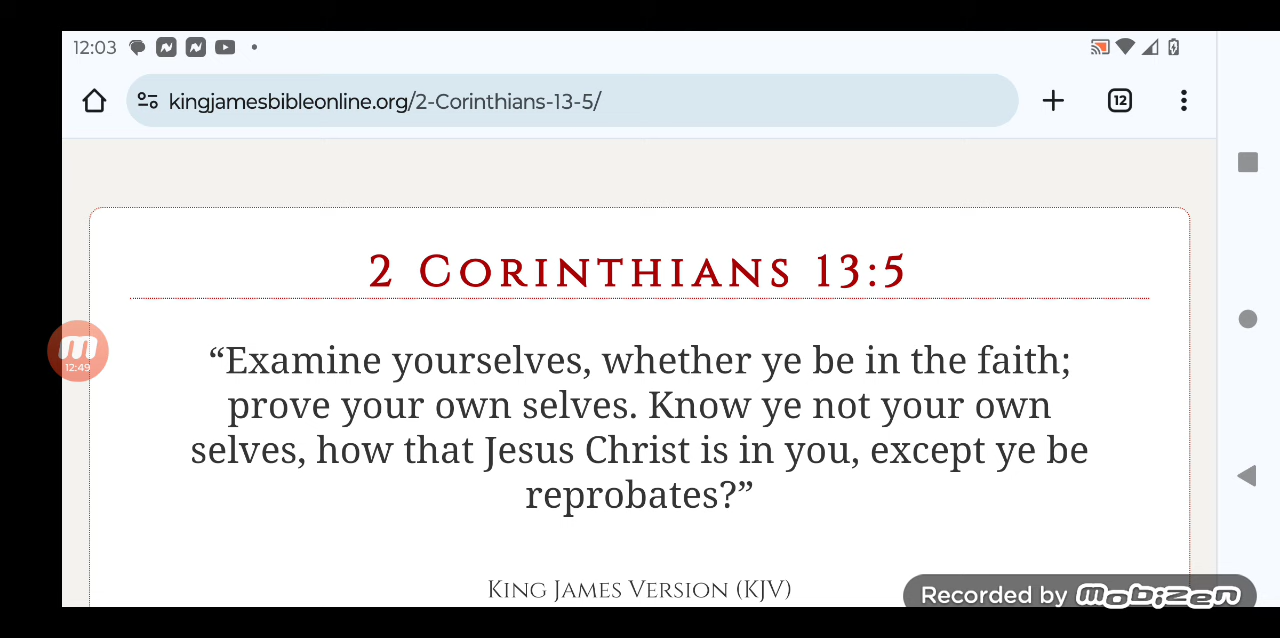 12:03
kingjamesbibleonline.org/2-Corinthians-13-5/
12
2 CORINTHIANS 13:5
“Examine yourselves, whether ye be in the faith;
prove your own selves. Know ye not your own
selves, how that Jesus Christ is in you, except ye be
reprobates?”
m
12:49
KING JAMES VERSION (KJV)
Recorded by mobizen